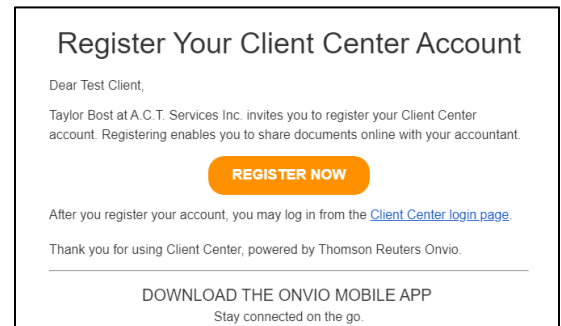 Register Your Client Center Account
Dear Test Client,
Taylor Bost at A.C.T. Services Inc. invites you to register your Client Center
account. Registering enables you to share documents online with your accountant.
REGISTER NOW
After you register your account, you may log in from the Client Center login page.
Thank you for using Client Center, powered by Thomson Reuters Onvio.
DOWNLOAD THE ONVIO MOBILE APP
Stay connected on the go.